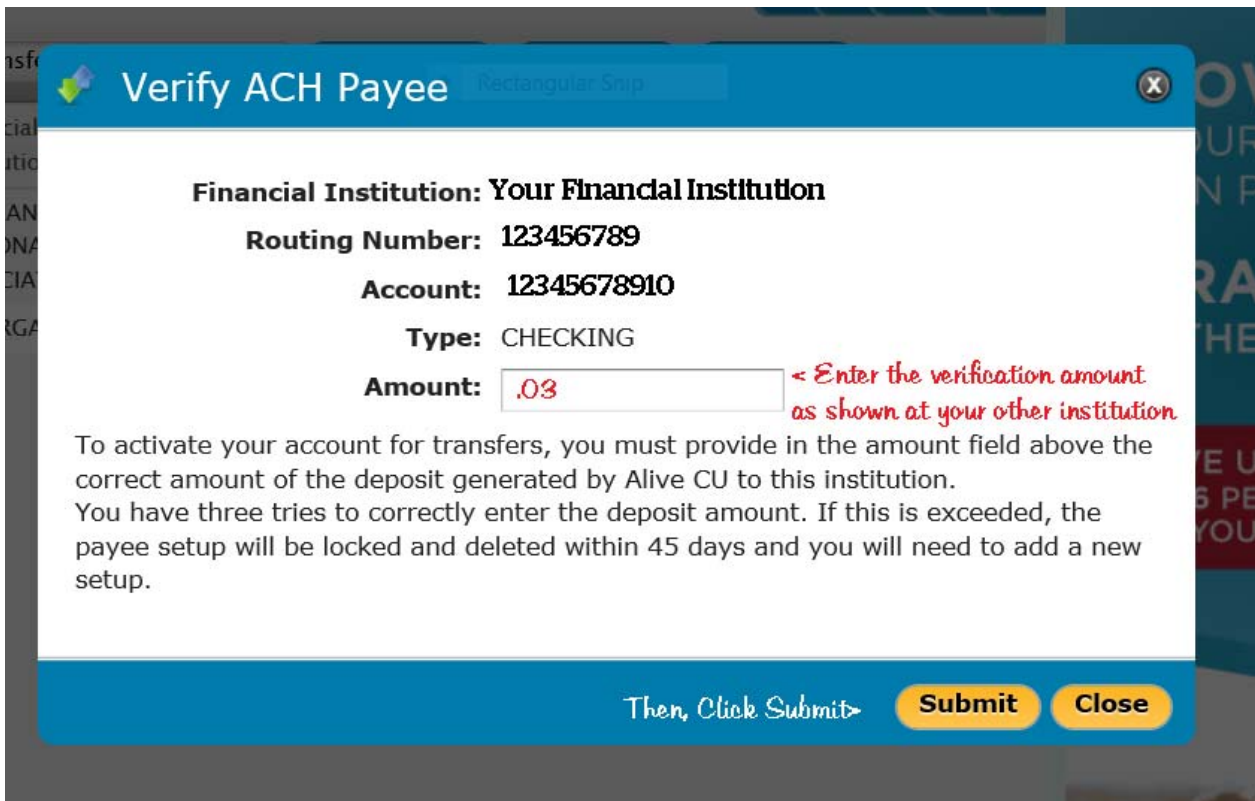 Verify ACH Payee
Rectangular Snip
Financial Institution: Your Financial Institution
Routing Number: 123456789
Account: 12345678910
Type: CHECKING
Amount: .03
< Enter the verification amount
as shown at your other institution
To activate your account for transfers, you must provide in the amount field above the
correct amount of the deposit generated by Alive CU to this institution.
You have three tries to correctly enter the deposit amount. If this is exceeded, the
payee setup will be locked and deleted within 45 days and you will need to add a new
setup.
Then, Click Submit>
Submit
Close